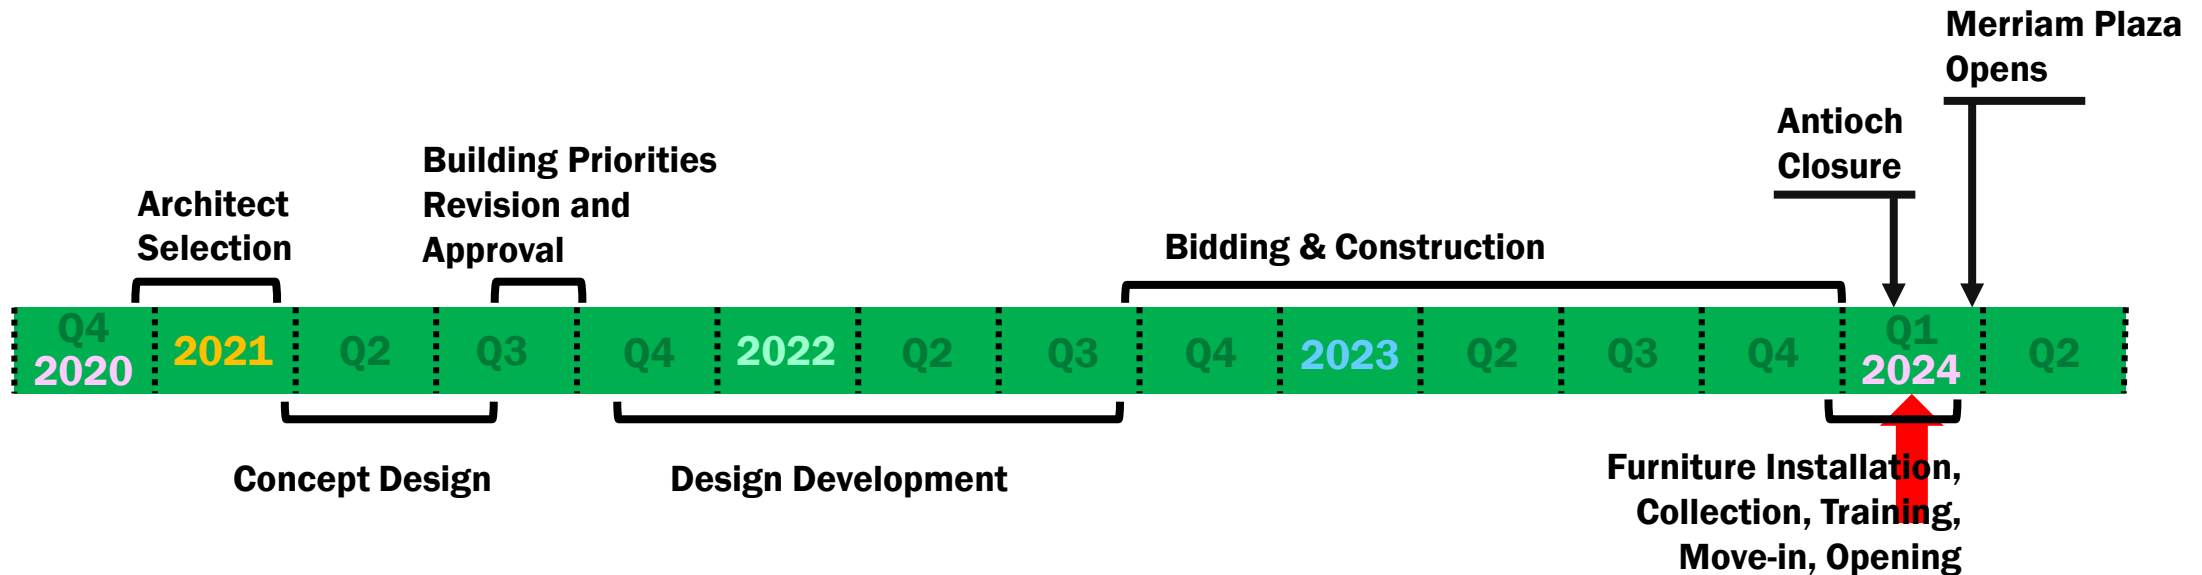 Merriam Plaza
Opens
Antioch
Closure
Building Priorities
Revision and
Approval
Architect
Selection
Bidding & Construction
Q4
2020
2021
Q2
Q3
Q4
2022
Q2
Q3
Q4
2023
Q2
Q3
Q4
Q1
2024
Q2
Concept Design
Design Development
Furniture Installation,
Collection, Training,
Move-in, Opening